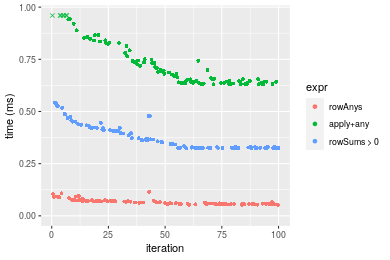 1.00
0.75
0.50
0.25
0.00
time (ms)
0
25
50
75
100
iteration
expr
rowAnys
apply+any
rowSums > 0